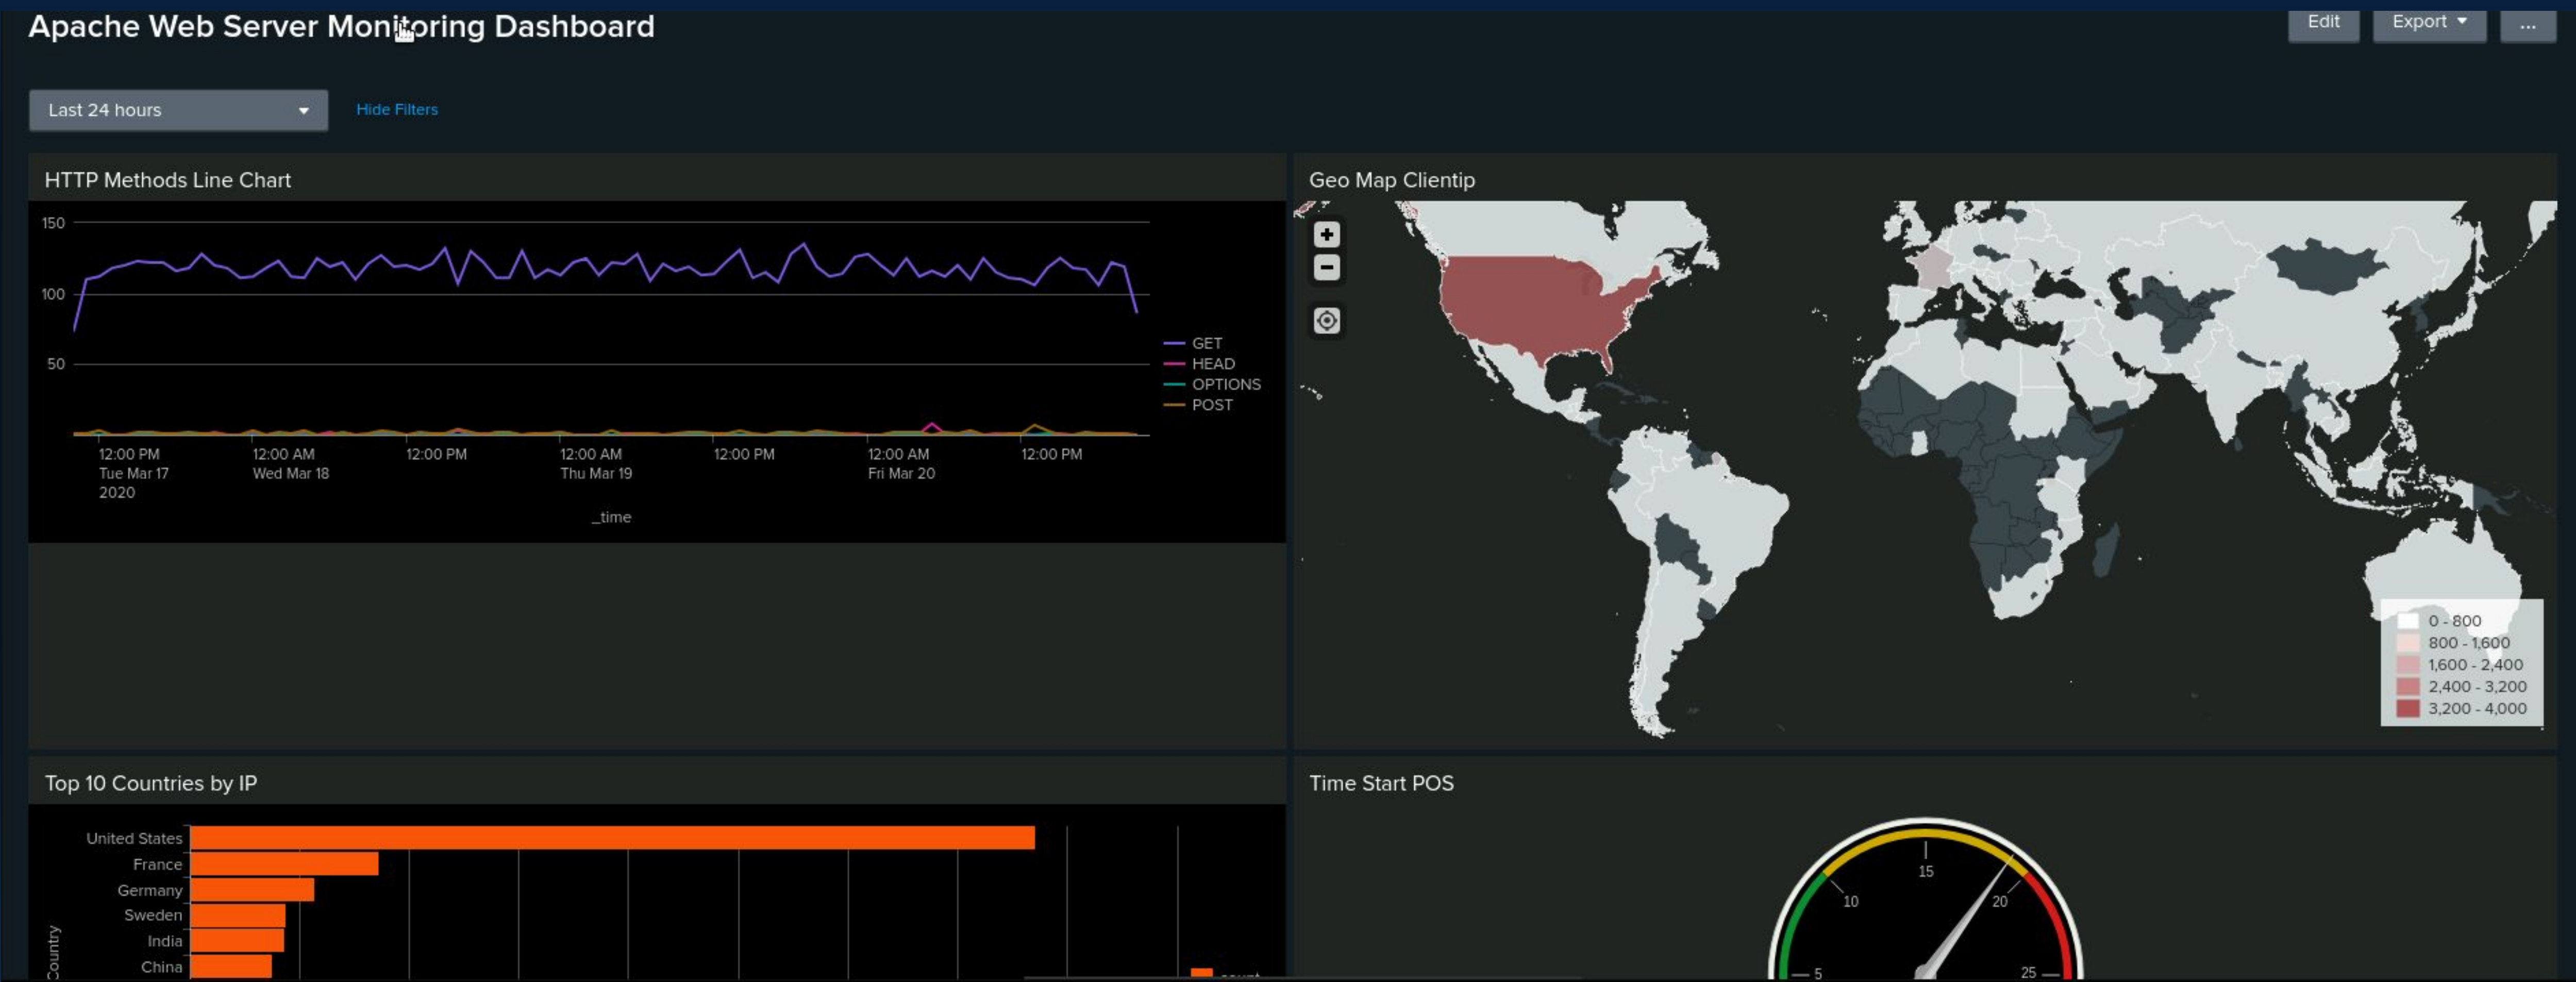 Apache Web Server Monitoring Dashboard
Edit
Export
...
Last 24 hours
Hide Filters
HTTP Methods Line Chart
150
100
50
GET
HEAD
OPTIONS
POST
12:00 PM
Tue Mar 17
2020
12:00 AM
Wed Mar 18
12:00 PM
12:00 AM
Thu Mar 19
12:00 PM
12:00 AM
Fri Mar 20
12:00 PM
_time
Geo Map Clientip
+
−
0 - 800
800 - 1,600
1,600 - 2,400
2,400 - 3,200
3,200 - 4,000
Top 10 Countries by IP
United States
France
Germany
Sweden
India
China
Country
Time Start POS
5
10
15
20
25